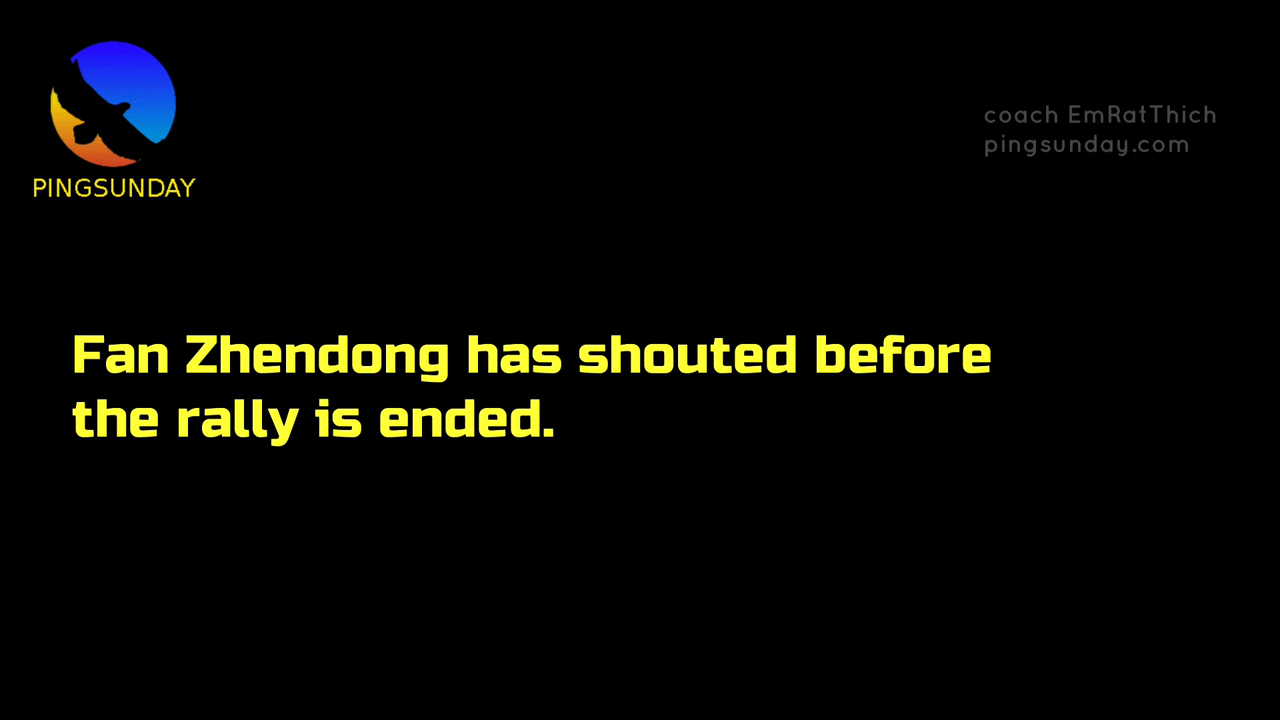 PINGSUNDAY
coach EmRatThich
pingsunday.com
Fan Zhendong has shouted before
the rally is ended.